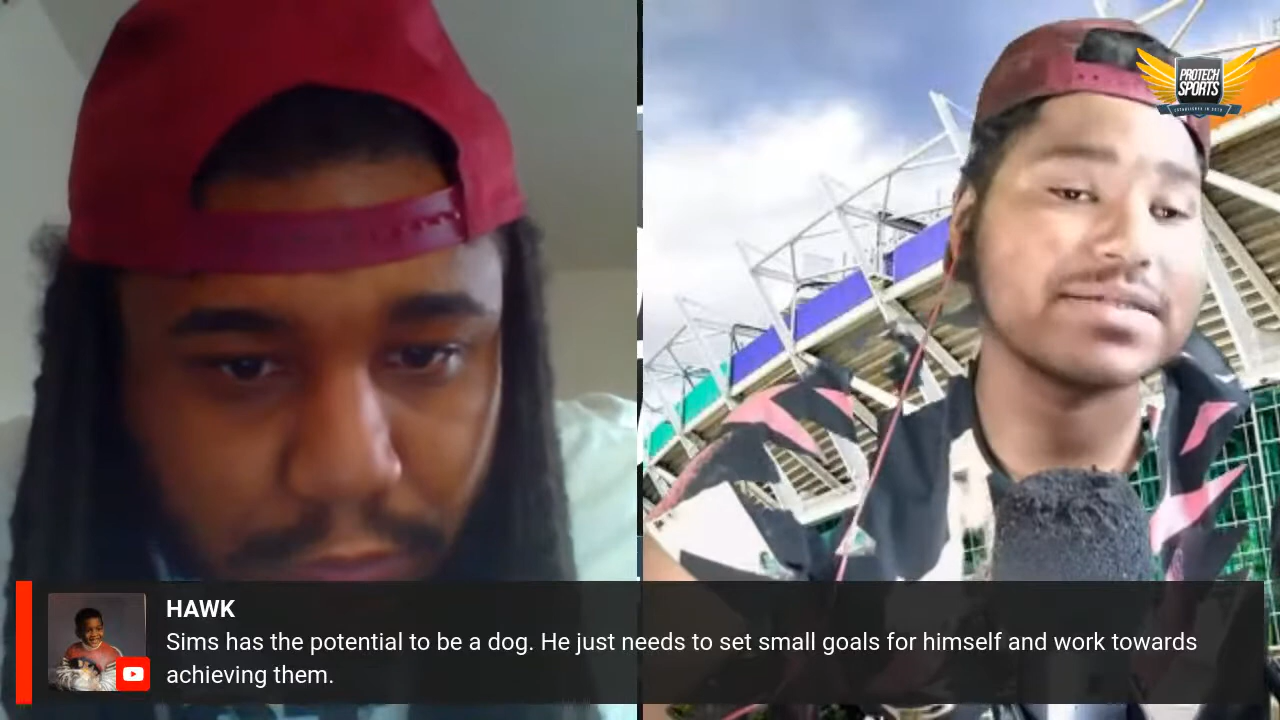 PROTECH
SPORTS
HAWK
Sims has the potential to be a dog. He just needs to set small goals for himself and work towards
achieving them.